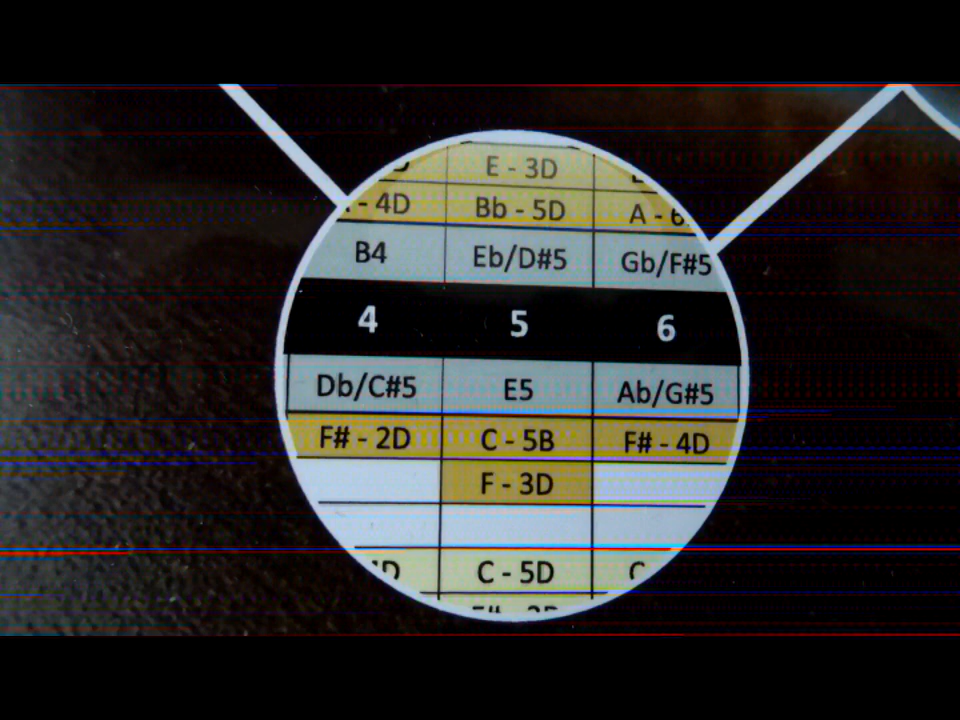 E - 3D
- 4D Bb - 5D A - 6
B4 Eb/D#5 Gb/F#5
4 5 6
Db/C#5 E5 Ab/G#5
F# - 2D C - 5B F# - 4D
F - 3D
D C - 5D C